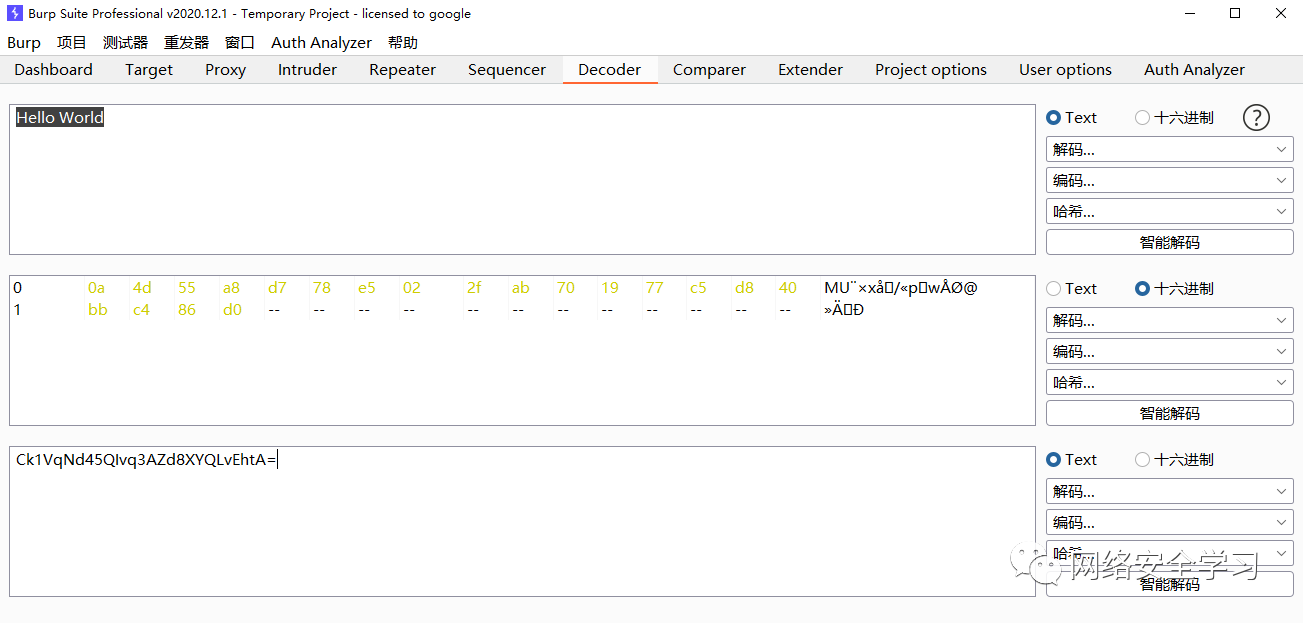 Burp Suite Professional v2020.12.1 - Temporary Project - licensed to google
Burp 项目 测试器 重发器 窗口 Auth Analyzer 帮助
Dashboard Target Proxy Intruder Repeater Sequencer Decoder Comparer Extender Project options User options Auth Analyzer
Hello World
Text 十六进制 ?
解码...
编码...
哈希...
智能解码
0 0a 4d 55 a8 d7 78 e5 02 2f ab 70 19 77 c5 d8 40 MU¨×xå▯/«p▯wÅØ@
1 bb c4 86 d0 -- -- -- -- -- -- -- -- -- -- -- -- »Ä▯Ð
Text 十六进制
解码...
编码...
哈希...
智能解码
Ck1VqNd45QIvq3AZd8XYQLvEhtA=
Text 十六进制
解码...
编码...
哈希...
智能解码
网络安全学习